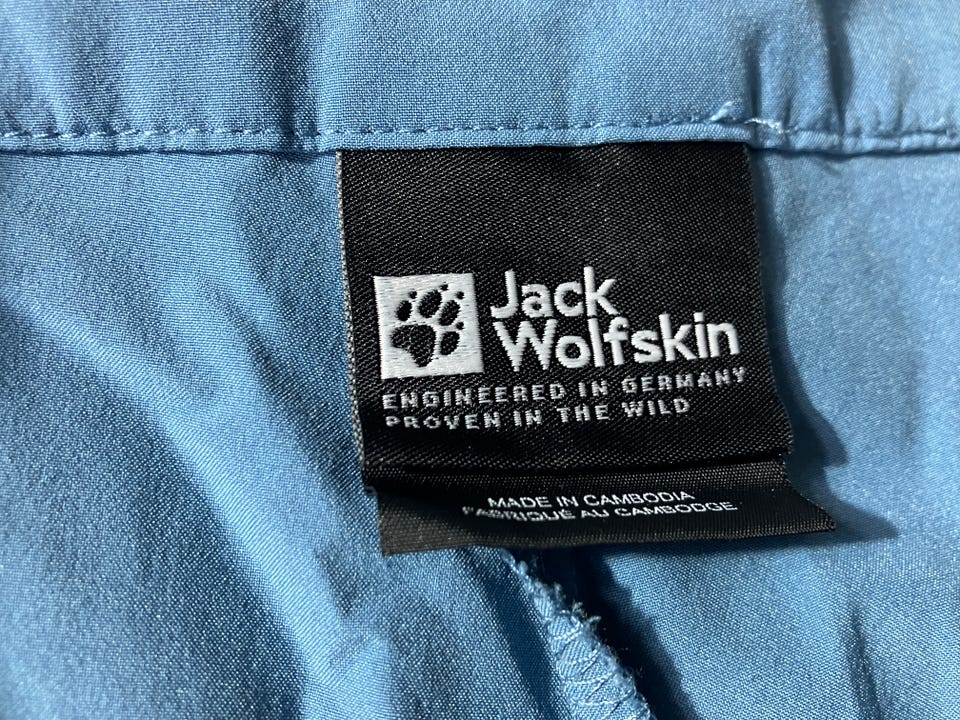 Jack
Wolfskin
ENGINEERED IN GERMANY
PROVEN IN THE WILD
MADE IN CAMBODIA
FABRIQUÉ AU CAMBODGE